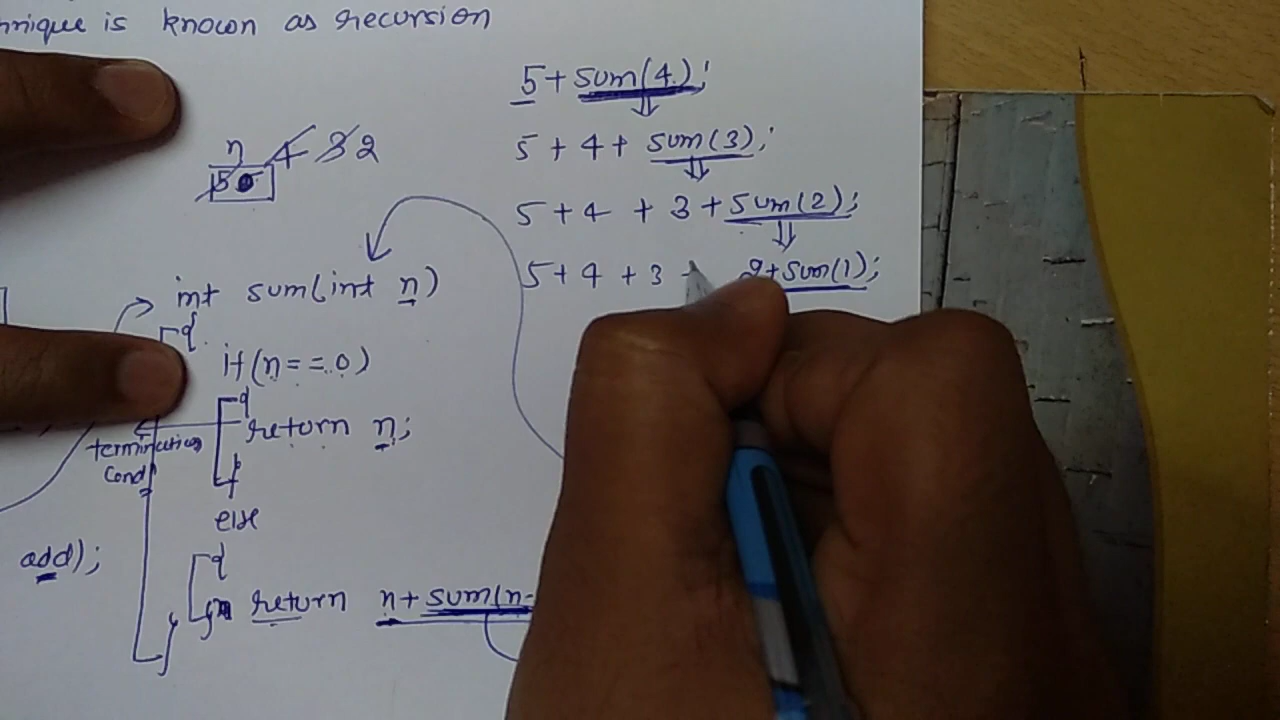 nique is known as recursion
5+sum(4);
n 4 3 2
5
5 + 4 + sum(3);
5 + 4 + 3 + sum(2);
5 + 4 + 3 + 2+sum(1);
int sum(int n)
{
if(n==0)
{
return n;
}
termination
Cond
else
add);
{
return n+sum(n-
}
}